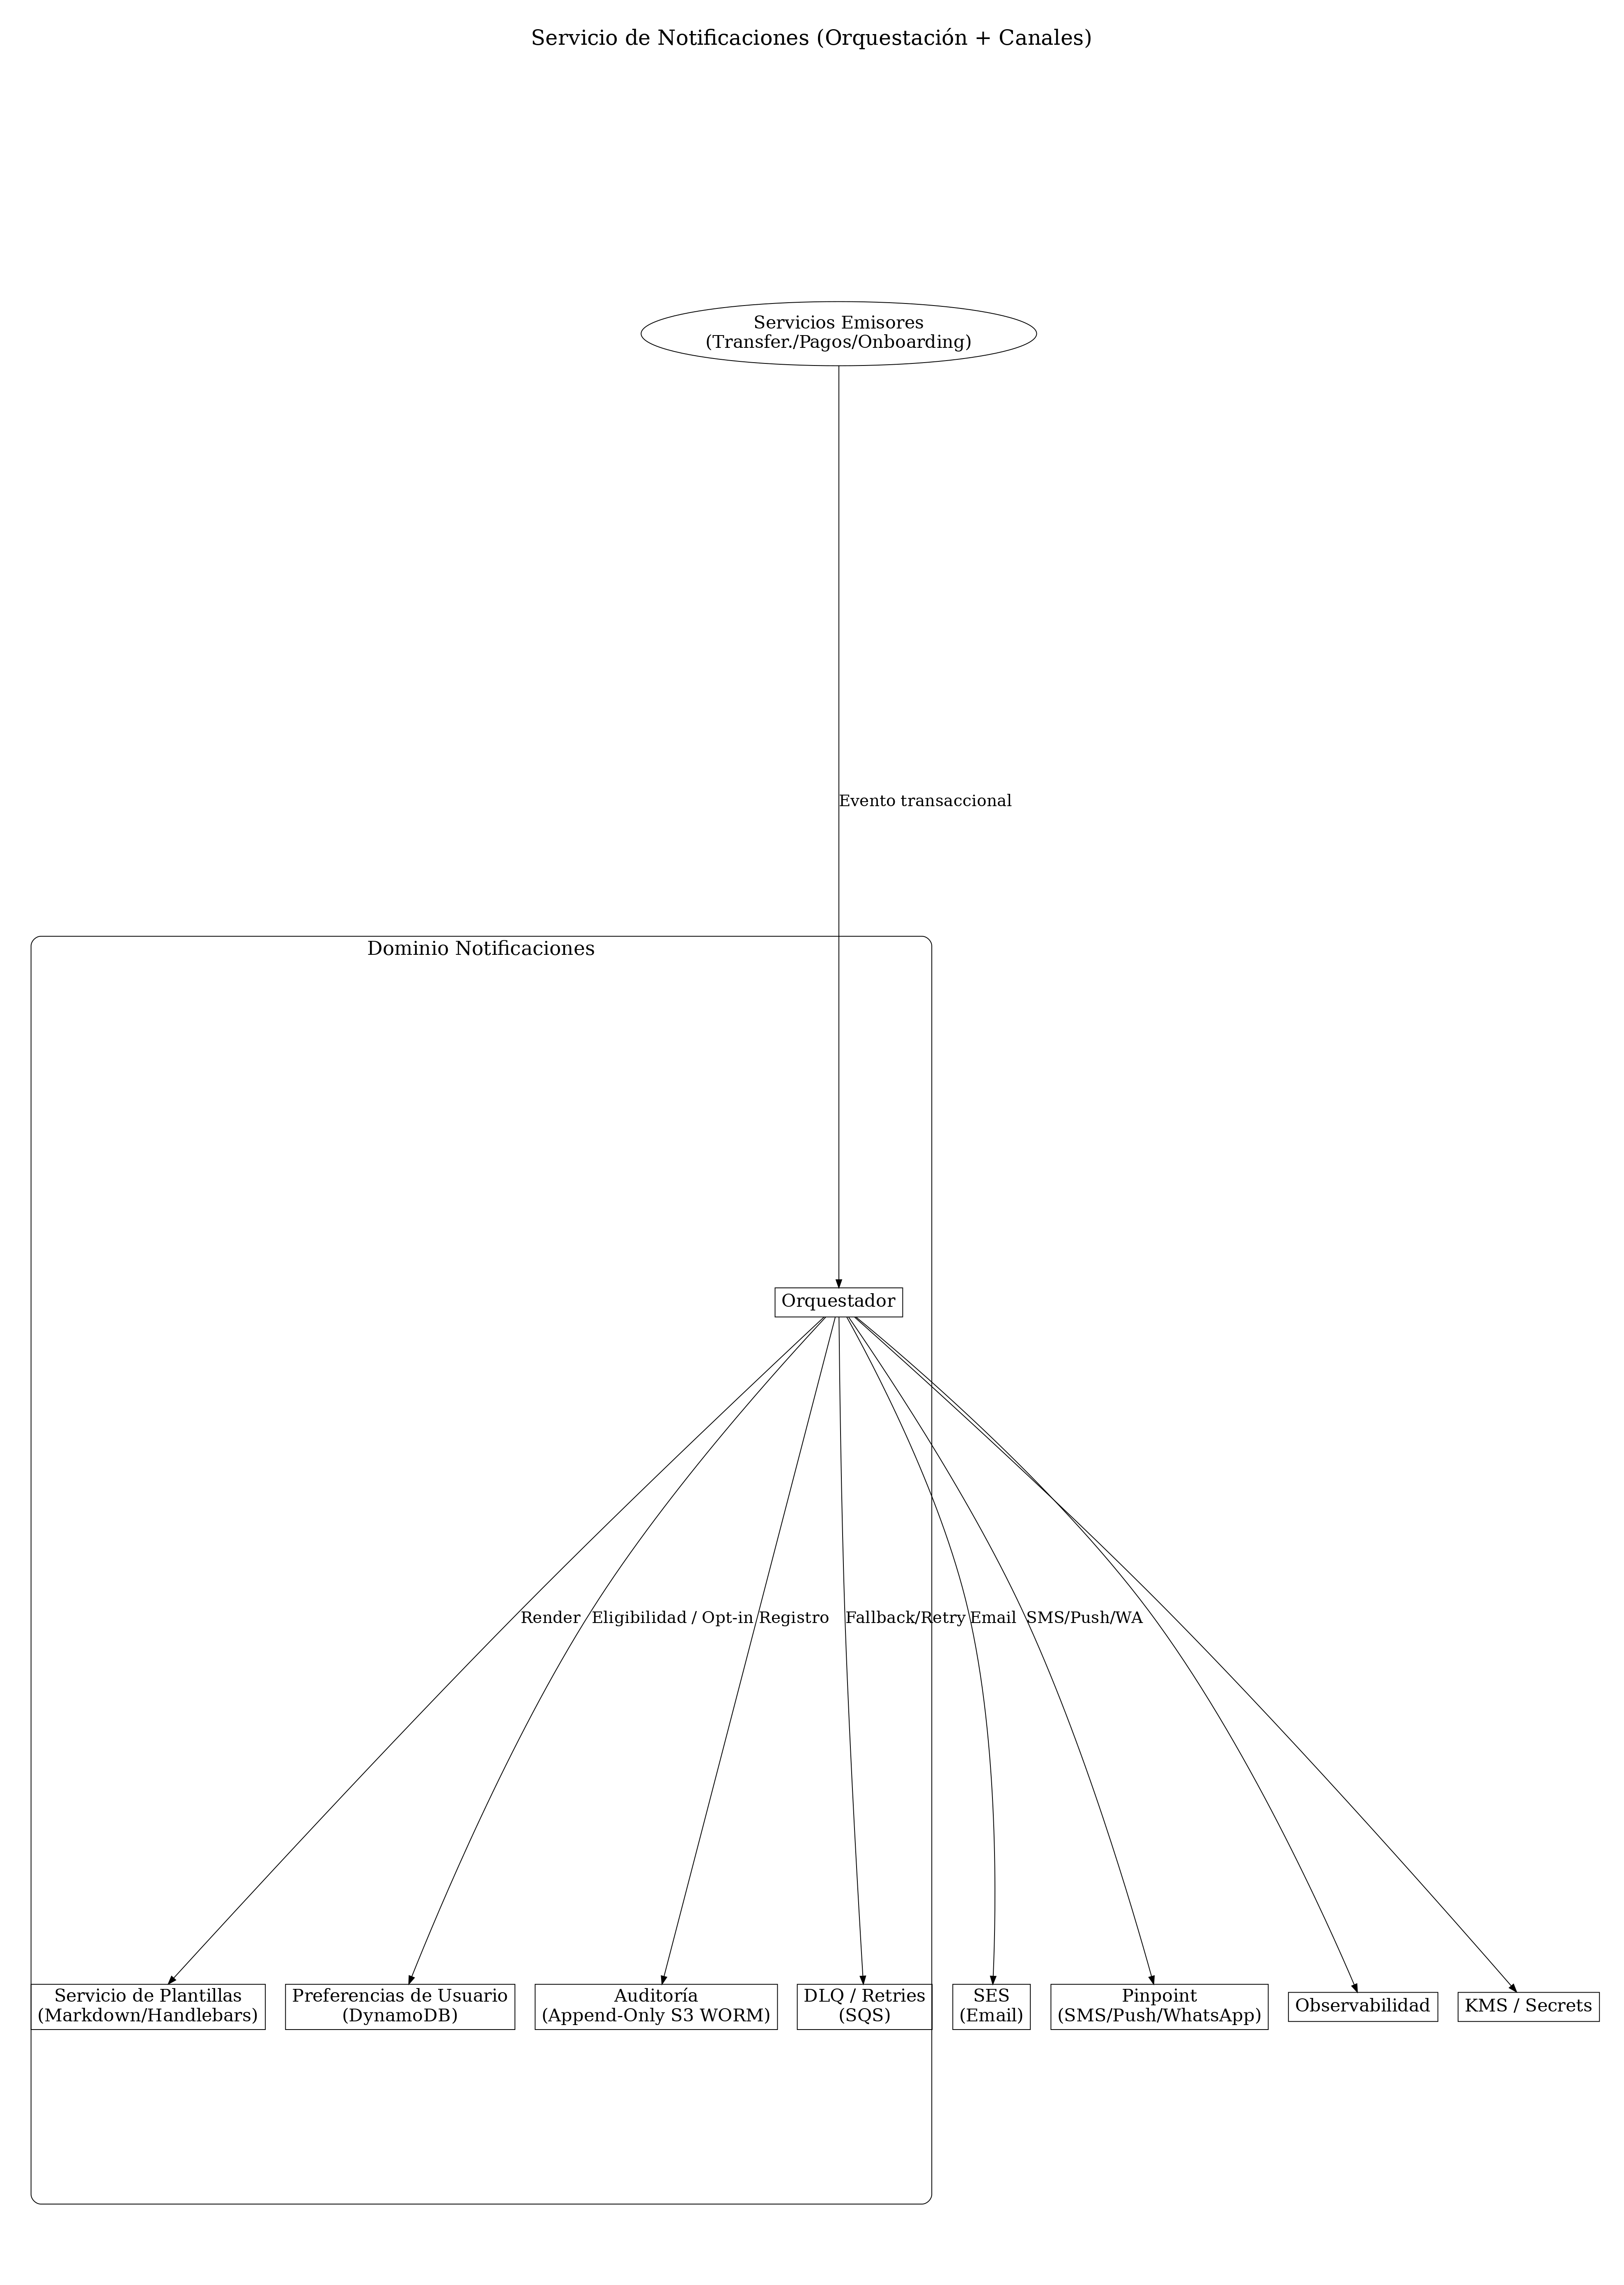 Servicio de Notificaciones (Orquestación + Canales)
Servicios Emisores
(Transfer./Pagos/Onboarding)
Evento transaccional
Dominio Notificaciones
Orquestador
Render
Eligibilidad / Opt-in
Registro
Fallback/Retry
Email
SMS/Push/WA
Servicio de Plantillas
(Markdown/Handlebars)
Preferencias de Usuario
(DynamoDB)
Auditoría
(Append-Only S3 WORM)
DLQ / Retries
(SQS)
SES
(Email)
Pinpoint
(SMS/Push/WhatsApp)
Observabilidad
KMS / Secrets